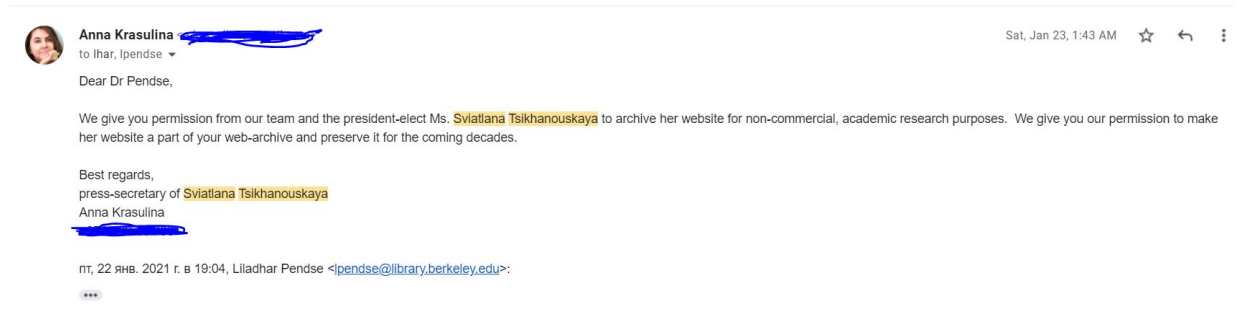 Anna Krasulina
Sat, Jan 23, 1:43 AM
to Ihar, lpendse
Dear Dr Pendse,
We give you permission from our team and the president-elect Ms. Sviatlana Tsikhanouskaya to archive her website for non-commercial, academic research purposes.  We give you our permission to make
her website a part of your web-archive and preserve it for the coming decades.
Best regards,
press-secretary of Sviatlana Tsikhanouskaya
Anna Krasulina
пт, 22 янв. 2021 г. в 19:04, Liladhar Pendse <lpendse@library.berkeley.edu>: